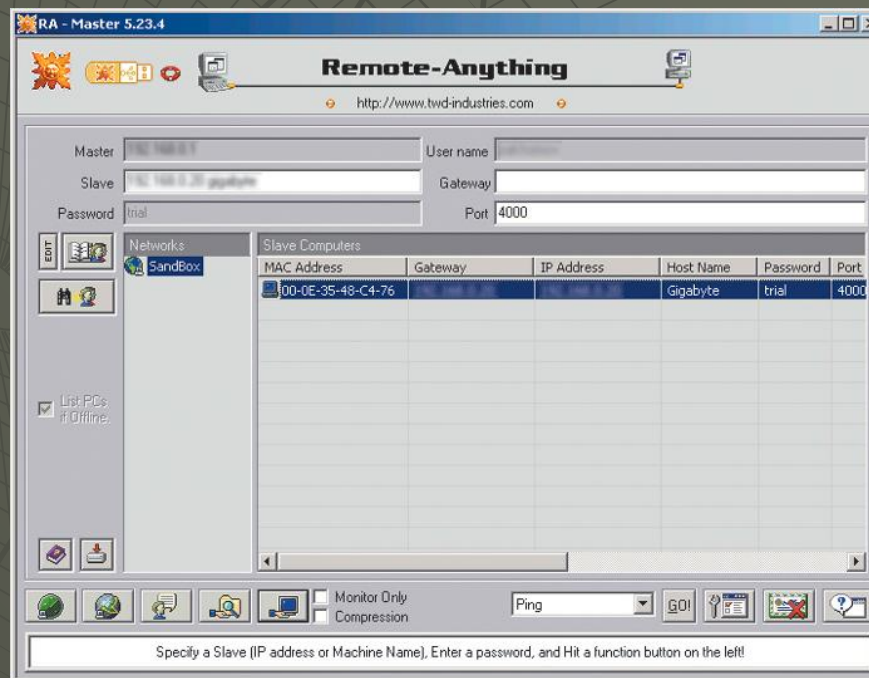 RA - Master 5.23.4
Remote-Anything
http://www.twd-industries.com
Master User name
Slave gigabyte Gateway
Password trial Port 4000
EDIT Networks Slave Computers
SandBox MAC Address Gateway IP Address Host Name Password Port
00-0E-35-48-C4-76 Gigabyte trial 4000
List PCs
if Offline.
Monitor Only
Compression
Ping GO!
Specify a Slave (IP address or Machine Name), Enter a password, and Hit a function button on the left!